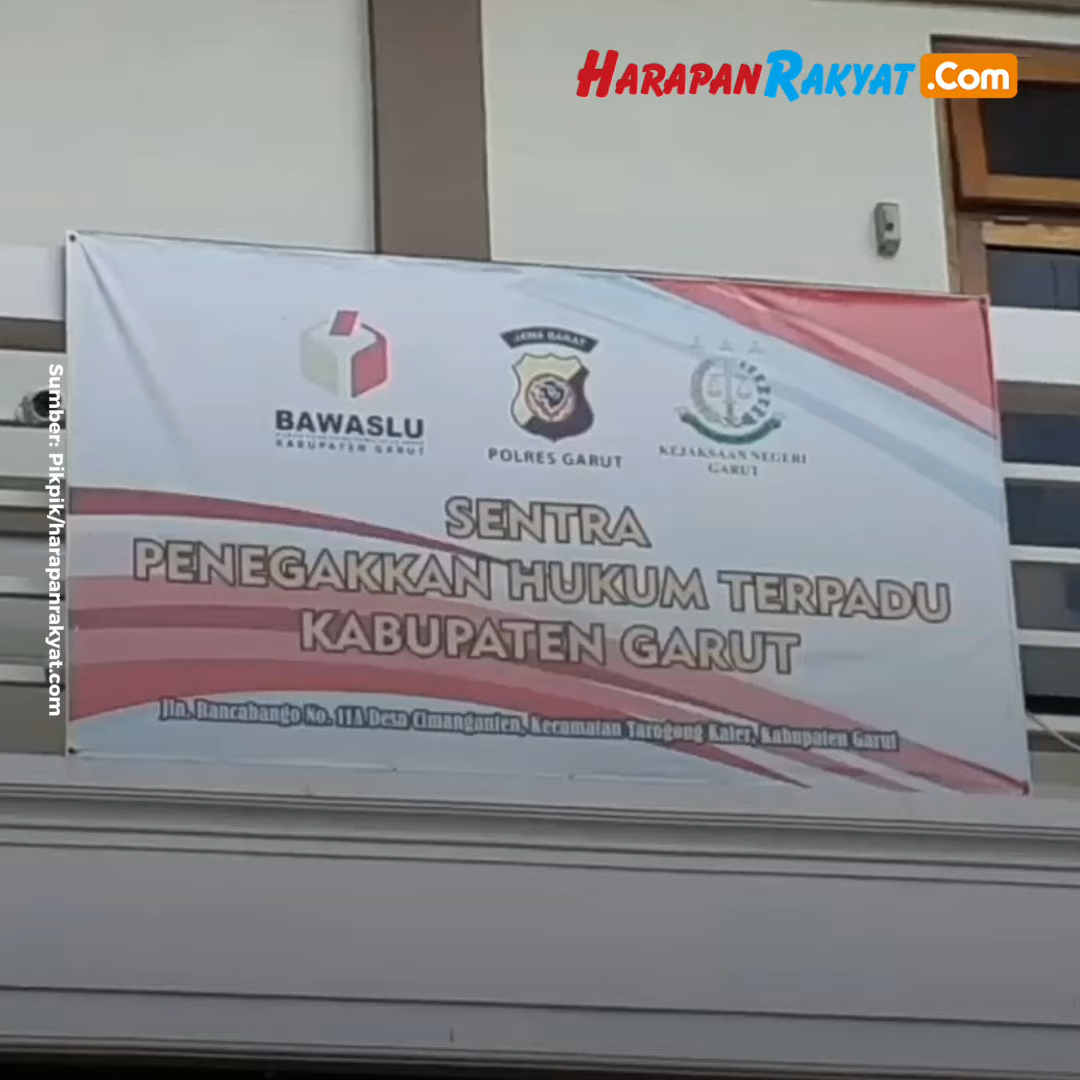 HARAPANRAKYAT.Com
Sumber: Pikpik/harapanrakyat.com
JAWA BARAT
BAWASLU
KABUPATEN GARUT
POLRES GARUT
KEJAKSAAN NEGERI
GARUT
SENTRA
PENEGAKKAN HUKUM TERPADU
KABUPATEN GARUT
Jln. Rancabango No. 11A Desa Cimanganten, Kecamatan Tarogong Kaler, Kabupaten Garut